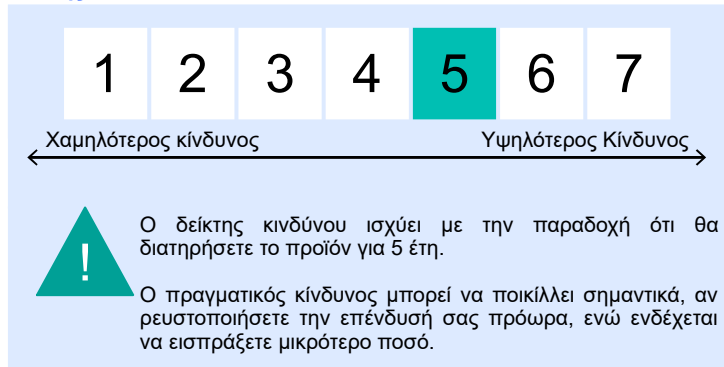 1 2 3 4 5 6 7
Χαμηλότερος κίνδυνος Υψηλότερος Κίνδυνος
!
Ο δείκτης κινδύνου ισχύει με την παραδοχή ότι θα
διατηρήσετε το προϊόν για 5 έτη.
Ο πραγματικός κίνδυνος μπορεί να ποικίλλει σημαντικά, αν
ρευστοποιήσετε την επένδυσή σας πρόωρα, ενώ ενδέχεται
να εισπράξετε μικρότερο ποσό.